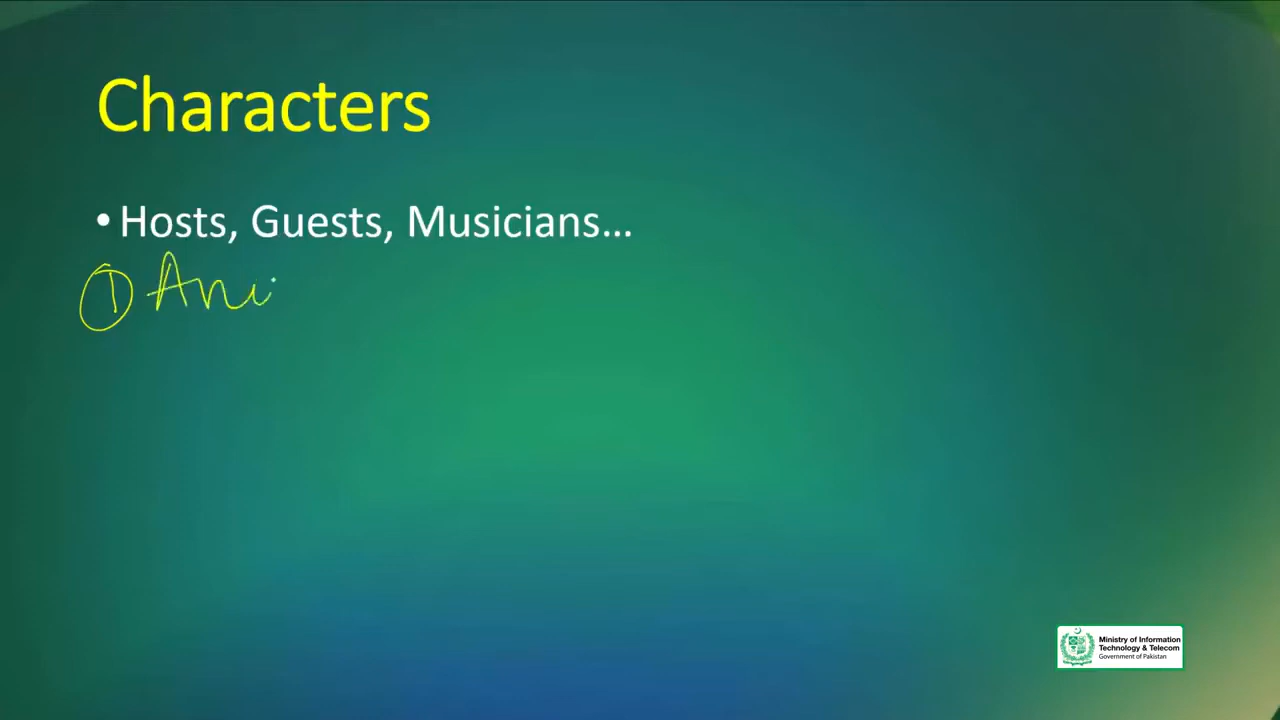 Characters
• Hosts, Guests, Musicians…
① Ani
Ministry of Information
Technology & Telecom
Government of Pakistan